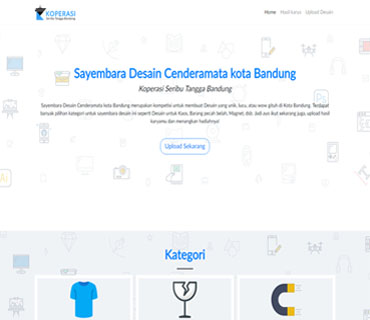 KOPERASI
Seribu Tangga Bandung
Home Hasil karya Upload Desain
Sayembara Desain Cenderamata kota Bandung
Koperasi Seribu Tangga Bandung
Sayembara Desain Cenderamata kota Bandung merupakan kompetisi untuk membuat Desain yang unik, lucu, atau wow gitulh di Kota Bandung. Terdapat
banyak pilihan kategori untuk sayembara desain ini seperti Desain untuk Kaos, Barang pecah belah, Magnet, dsb. Jadi ayo ikut sekarang juga, upload hasil
karyamu dan menangkan hadiahnya!
Upload Sekarang
Kategori